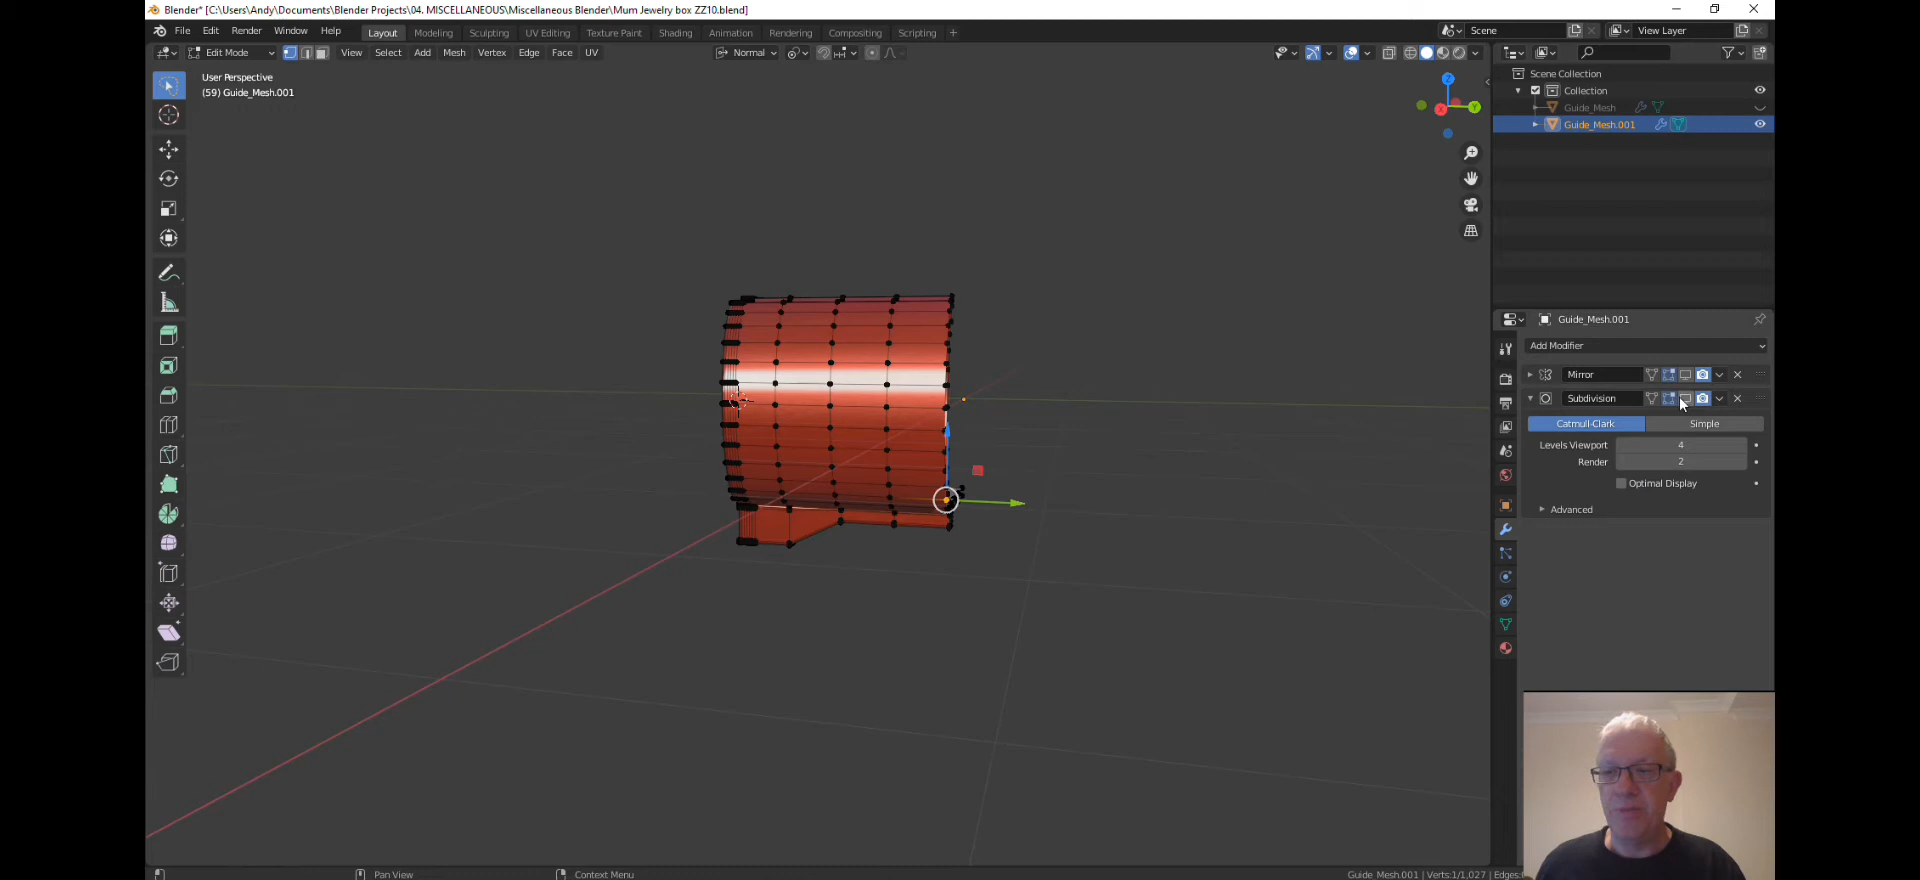 Blender* [C:\Users\Andy\Documents\Blender Projects\04. MISCELLANEOUS\Miscellaneous Blender\Mum Jewelry box ZZ10.blend]
File Edit Render Window Help Layout Modeling Sculpting UV Editing Texture Paint Shading Animation Rendering Compositing Scripting Scene View Layer
Edit Mode View Select Add Mesh Vertex Edge Face UV Normal
User Perspective
(59) Guide_Mesh.001
Z
Y
X
Scene Collection
Collection
Guide_Mesh
Guide_Mesh.001
Guide_Mesh.001
Add Modifier
Mirror
Subdivision
Catmull-Clark Simple
Levels Viewport 4
Render 2
Optimal Display
Advanced
Pan View Context Menu Guide_Mesh.001 | Verts:1/1,027 | Edges: